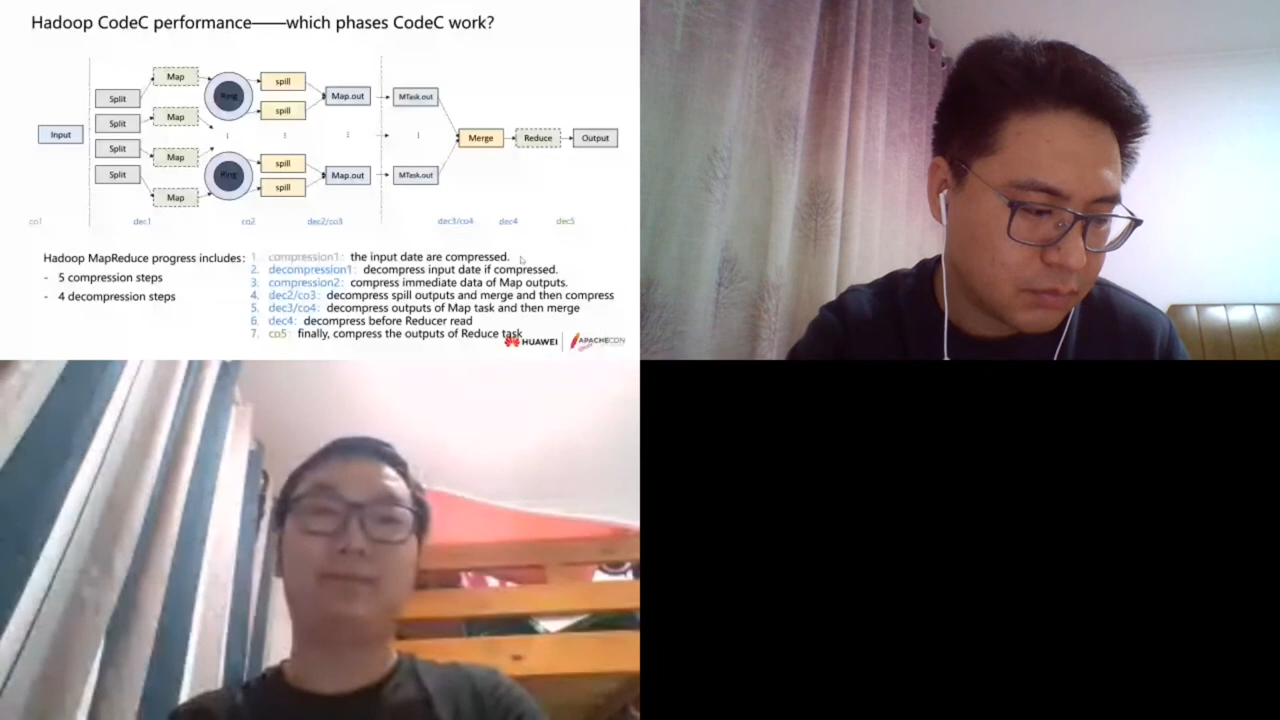 Hadoop CodeC performance——which phases CodeC work?
Input
Split
Split
Split
Split
Map
Map
Map
Map
Ring
Ring
spill
spill
spill
spill
Map.out
Map.out
MTask.out
MTask.out
Merge
Reduce
Output
co1
dec1
co2
dec2/co3
dec3/co4
dec4
dec5
Hadoop MapReduce progress includes:
- 5 compression steps
- 4 decompression steps
1. compression1: the input date are compressed.
2. decompression1: decompress input date if compressed.
3. compression2: compress immediate data of Map outputs.
4. dec2/co3: decompress spill outputs and merge and then compress
5. dec3/co4: decompress outputs of Map task and then merge
6. dec4: decompress before Reducer read
7. co5: finally, compress the outputs of Reduce task
HUAWEI
APACHECON